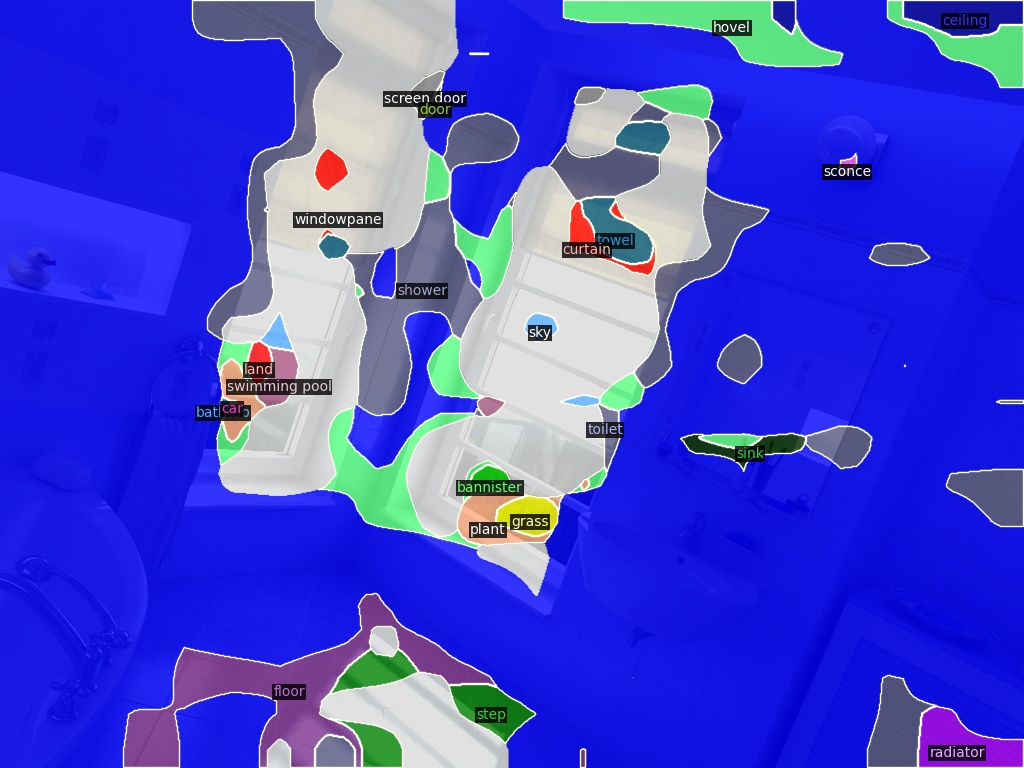 hovel
ceiling
screen door
door
sconce
windowpane
towel
curtain
shower
sky
land
swimming pool
car
toilet
sink
bannister
grass
plant
floor
step
radiator